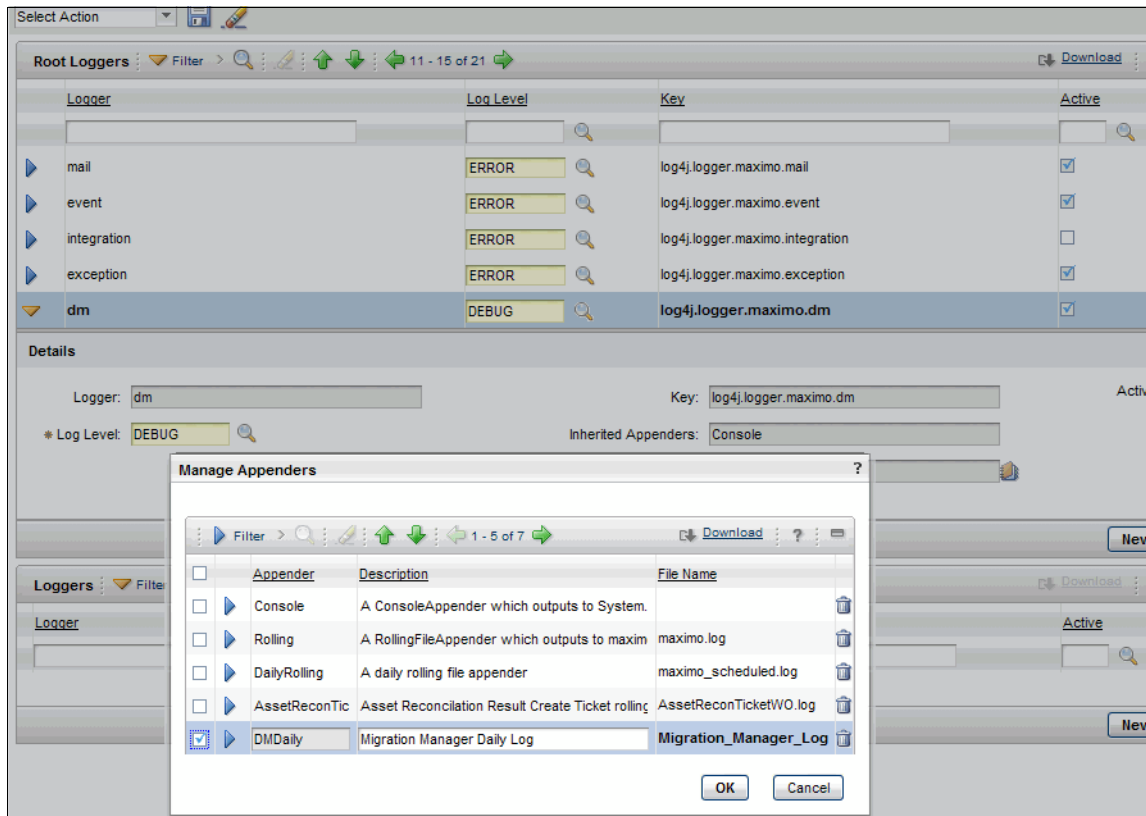 Select Action
Root Loggers Filter 11 - 15 of 21 Download
Logger Log Level Key Active
mail ERROR log4j.logger.maximo.mail
event ERROR log4j.logger.maximo.event
integration ERROR log4j.logger.maximo.integration
exception ERROR log4j.logger.maximo.exception
dm DEBUG log4j.logger.maximo.dm
Details
Logger: dm Key: log4j.logger.maximo.dm Activ
* Log Level: DEBUG Inherited Appenders: Console
Manage Appenders ?
Filter 1 - 5 of 7 Download ?
Appender Description File Name
Console A ConsoleAppender which outputs to System.
Rolling A RollingFileAppender which outputs to maxim maximo.log
DailyRolling A daily rolling file appender maximo_scheduled.log
AssetReconTic Asset Reconcilation Result Create Ticket rolling AssetReconTicketWO.log
DMDaily Migration Manager Daily Log Migration_Manager_Log
OK Cancel
New
Loggers Filter Download
Logger Active
New